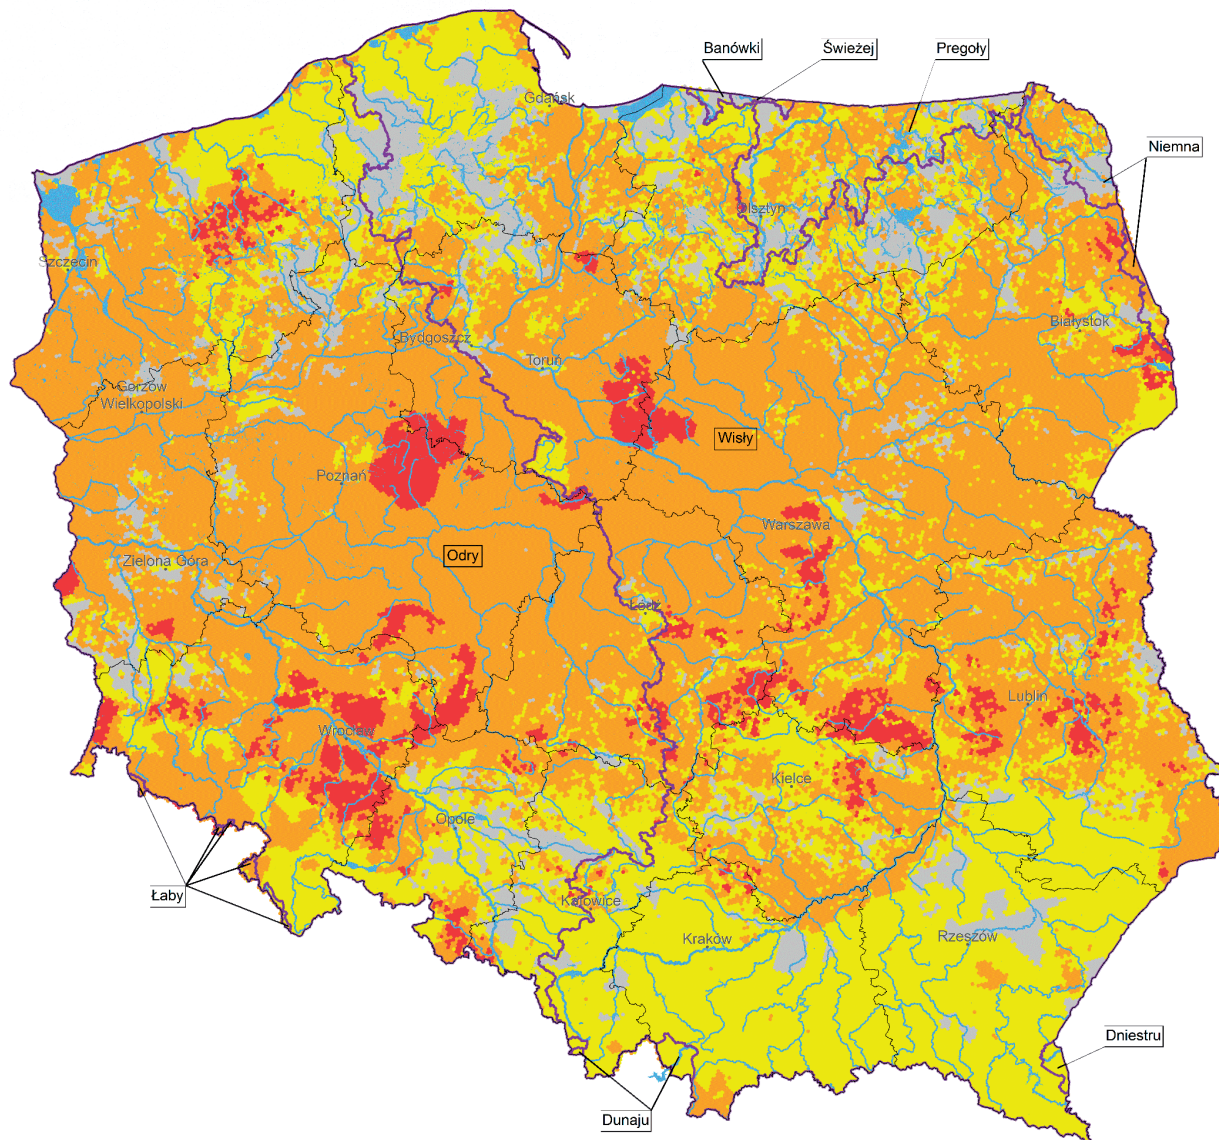 Banówki
Świeżej
Pregoły
Gdańsk
Niemna
Olsztyn
Szczecin
Białystok
Bydgoszcz
Toruń
Gorzów
Wielkopolski
Wisły
Poznań
Warszawa
Odry
Zielona Góra
Łódź
Lublin
Wrocław
Kielce
Opole
Łaby
Katowice
Kraków
Rzeszów
Dniestru
Dunaju